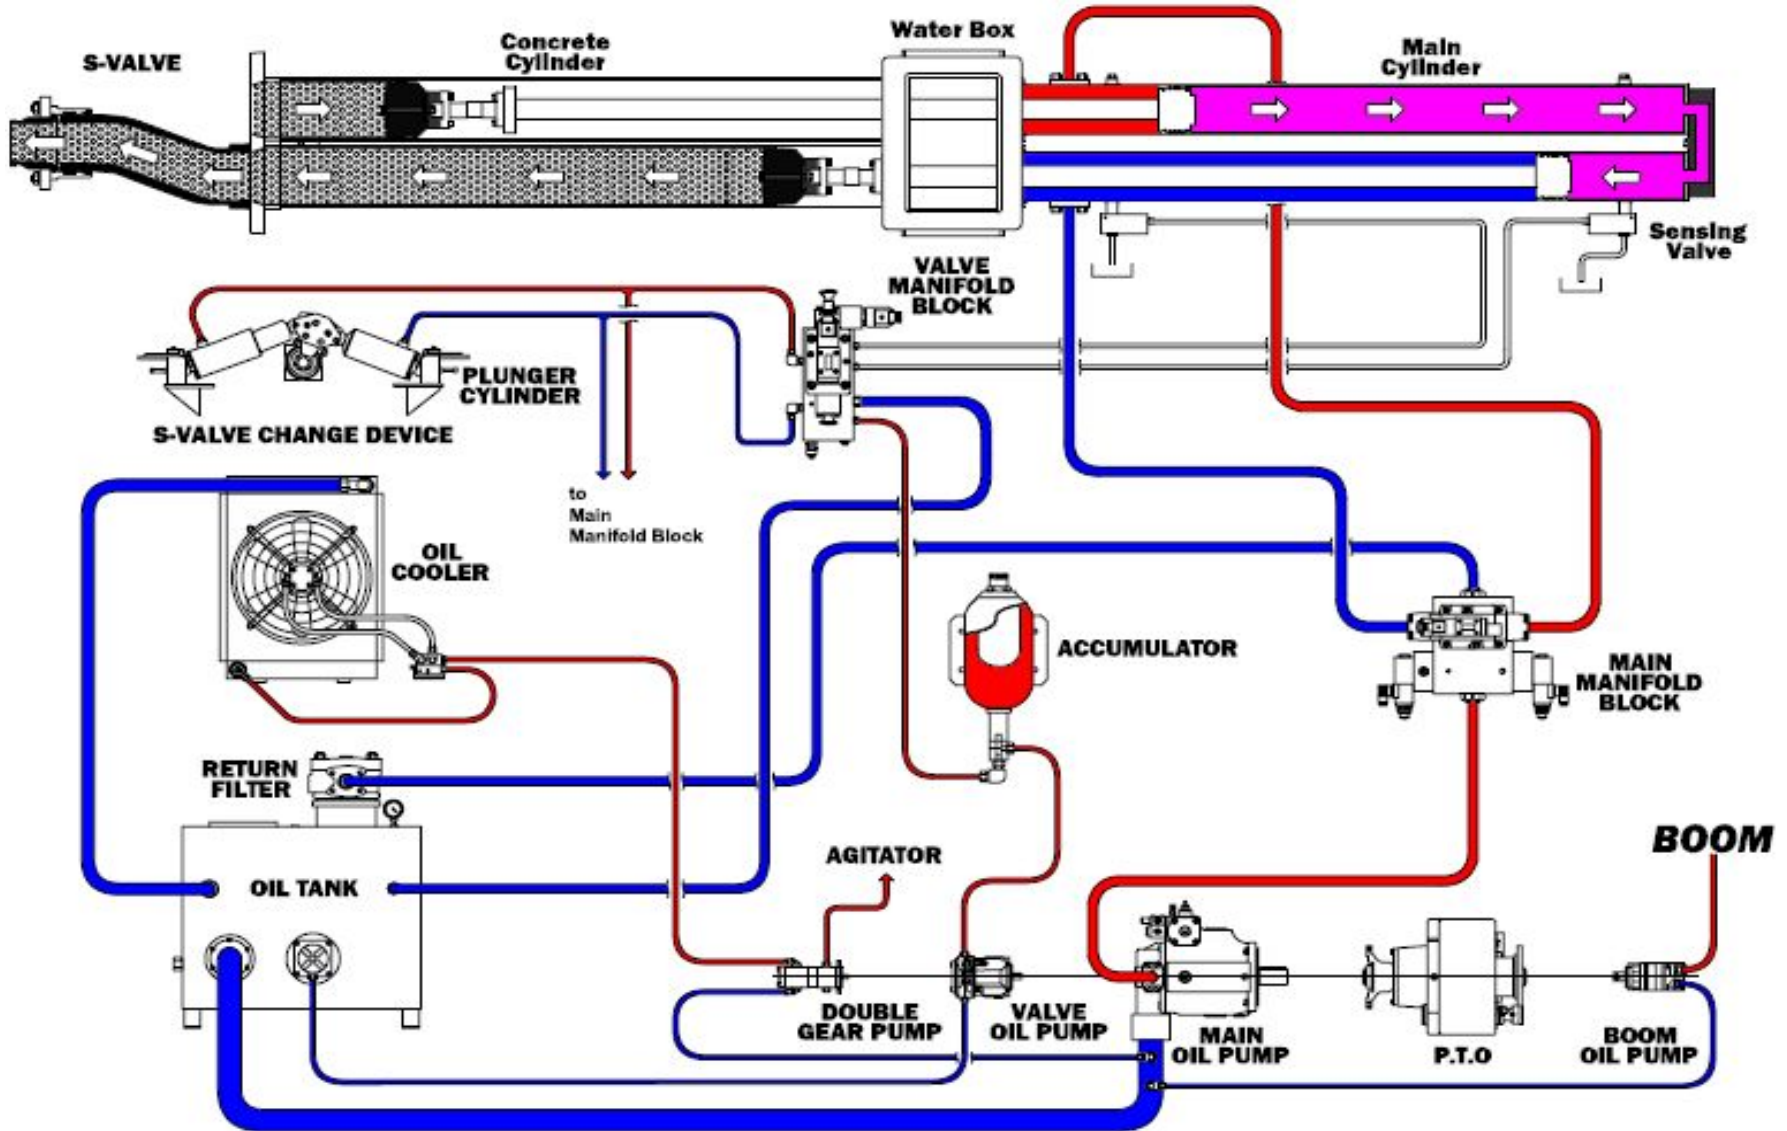 S-VALVE
Concrete
Cylinder
Water Box
Main
Cylinder
Sensing
Valve
VALVE
MANIFOLD
BLOCK
PLUNGER
CYLINDER
S-VALVE CHANGE DEVICE
to
Main
Manifold Block
OIL
COOLER
ACCUMULATOR
MAIN
MANIFOLD
BLOCK
RETURN
FILTER
OIL TANK
AGITATOR
BOOM
DOUBLE
GEAR PUMP
VALVE
OIL PUMP
MAIN
OIL PUMP
P.T.O
BOOM
OIL PUMP